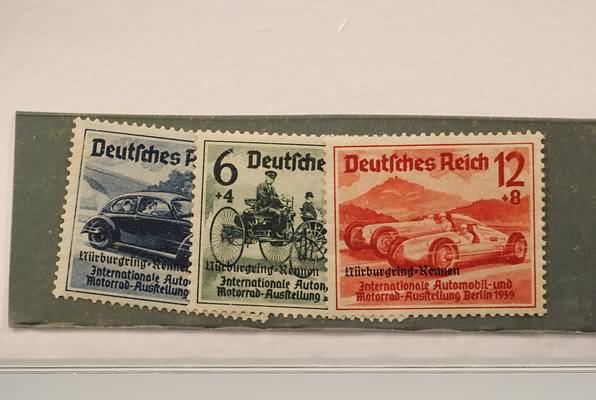 Deutsches R
Nürburgring-Rennen
Internationale Auto
Motorrad-Ausstellung
6
+4
Deutsches
Nürburgring-Rennen
Internationale Auto
Motorrad-Ausstellung
Deutsches Reich 12
+8
Nürburgring-Rennen
Internationale Automobil-und
Motorrad-Ausstellung Berlin 1939